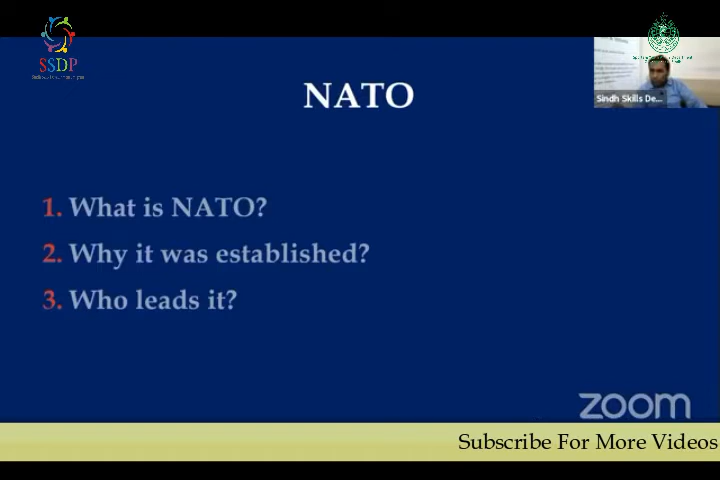 SSDP
NATO
Sindh Skills De...
1. What is NATO?
2. Why it was established?
3. Who leads it?
zoom
Subscribe For More Videos